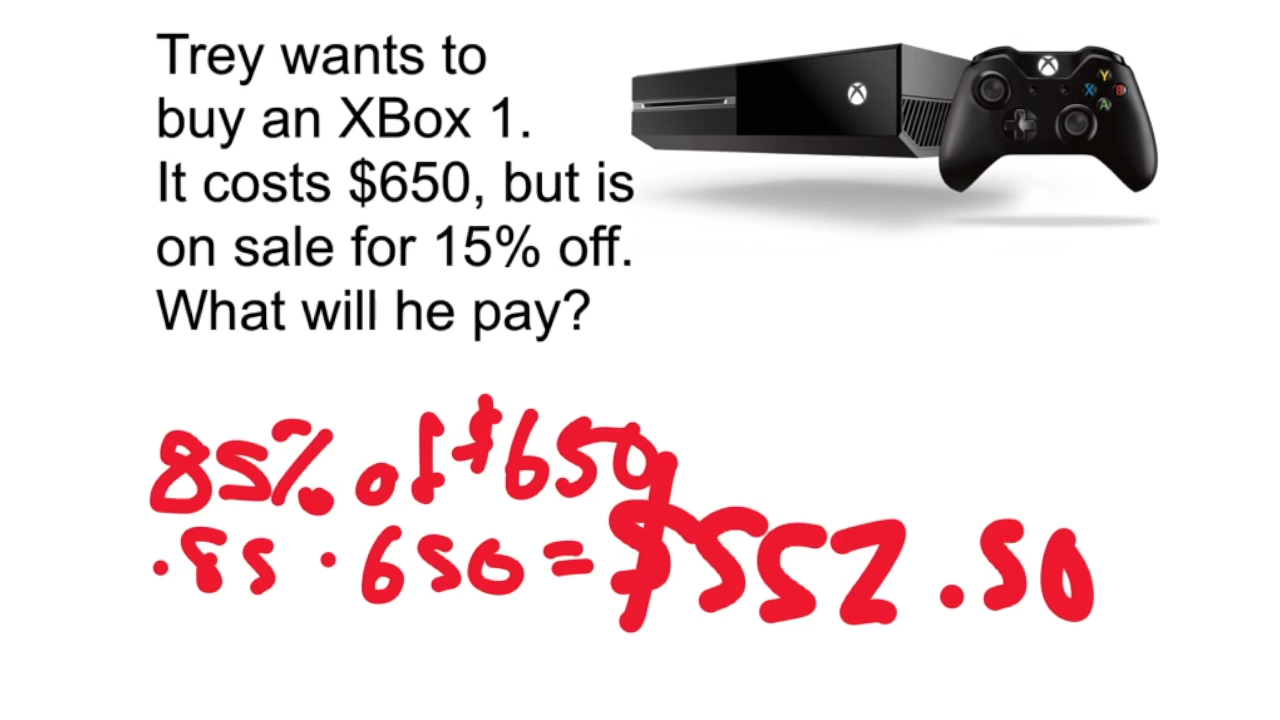 Trey wants to
buy an XBox 1.
It costs $650, but is
on sale for 15% off.
What will he pay?
Y
X B
A
85% of $650
.85 · 650 = $552.50